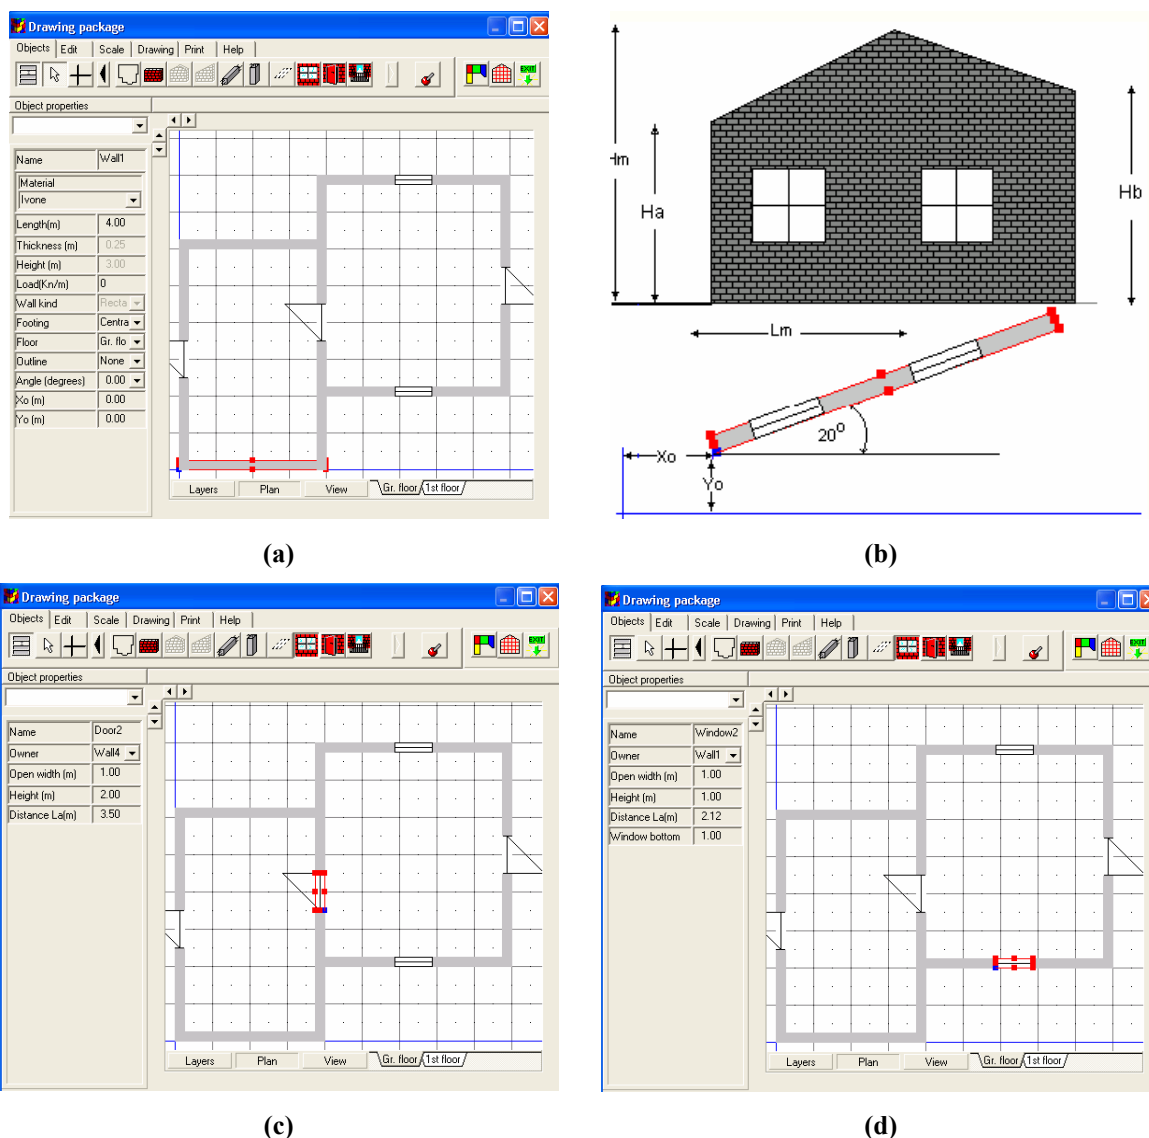 Drawing package
Objects Edit Scale Drawing Print Help
Object properties
Name Wall1
Material
Ivone
Length(m) 4.00
Thickness (m) 0.25
Height (m) 3.00
Load(Kn/m) 0
Wall kind Recta
Footing Centra
Floor Gr. flo
Outline None
Angle (degrees) 0.00
Xo (m) 0.00
Yo (m) 0.00
Layers Plan View Gr. floor 1st floor
EXIT
(a)
Hm
Ha
Hb
Lm
20°
Xo
Yo
(b)
Drawing package
Objects Edit Scale Drawing Print Help
EXIT
Object properties
Name Door2
Owner Wall4
Open width (m) 1.00
Height (m) 2.00
Distance La(m) 3.50
Layers Plan View Gr. floor 1st floor
(c)
Drawing package
Objects Edit Scale Drawing Print Help
EXIT
Object properties
Name Window2
Owner Wall1
Open width (m) 1.00
Height (m) 1.00
Distance La(m) 2.12
Window bottom 1.00
Layers Plan View Gr. floor 1st floor
(d)